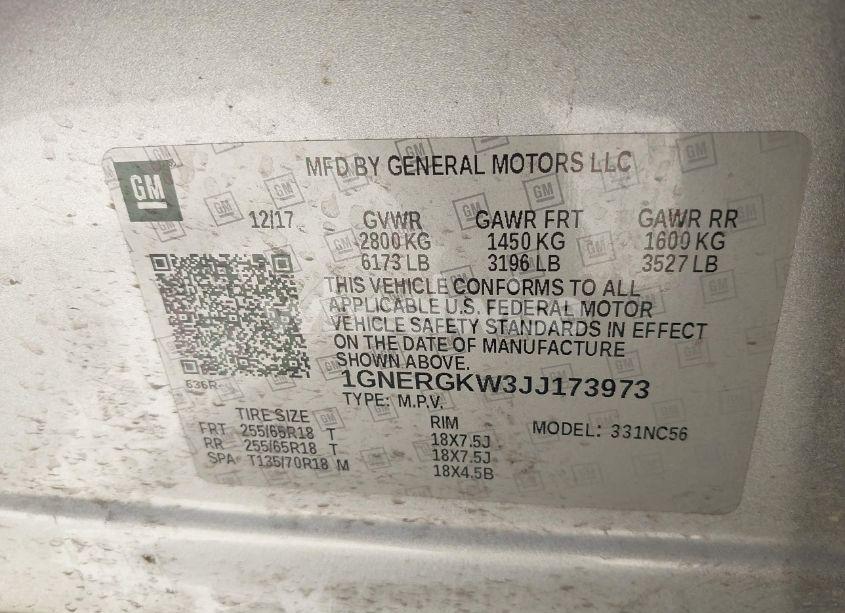 MFD BY GENERAL MOTORS LLC
GM
12/17 GVWR GAWR FRT GAWR RR
2800 KG 1450 KG 1600 KG
6173 LB 3196 LB 3527 LB
THIS VEHICLE CONFORMS TO ALL
APPLICABLE U.S. FEDERAL MOTOR
VEHICLE SAFETY STANDARDS IN EFFECT
ON THE DATE OF MANUFACTURE
SHOWN ABOVE.
636R
1GNERGKW3JJ173973
TYPE: M.P.V.
TIRE SIZE RIM MODEL: 331NC56
FRT 255/65R18 T 18X7.5J
RR 255/65R18 T 18X7.5J
SPA T135/70R18 M 18X4.5B